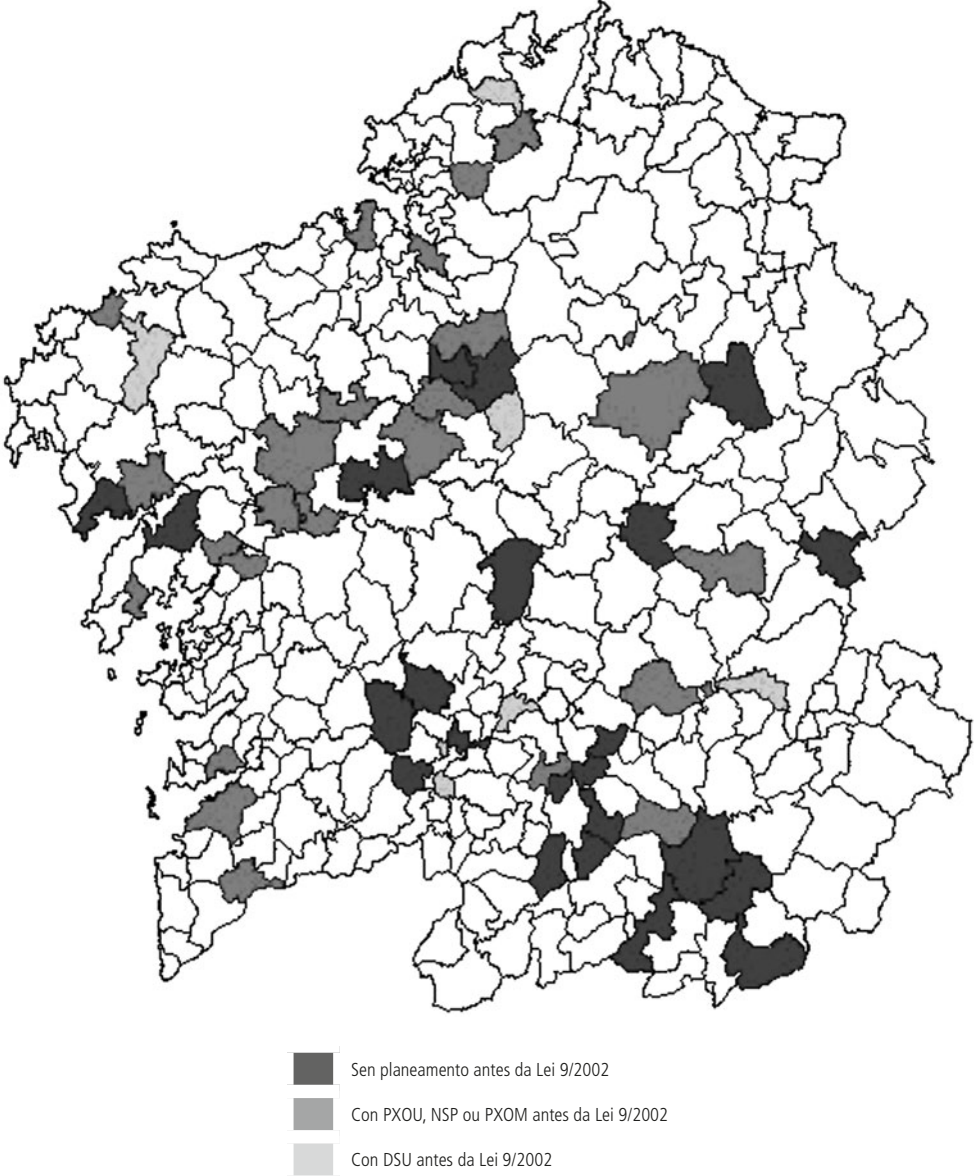 Sen planeamento antes da Lei 9/2002
Con PXOU, NSP ou PXOM antes da Lei 9/2002
Con DSU antes da Lei 9/2002